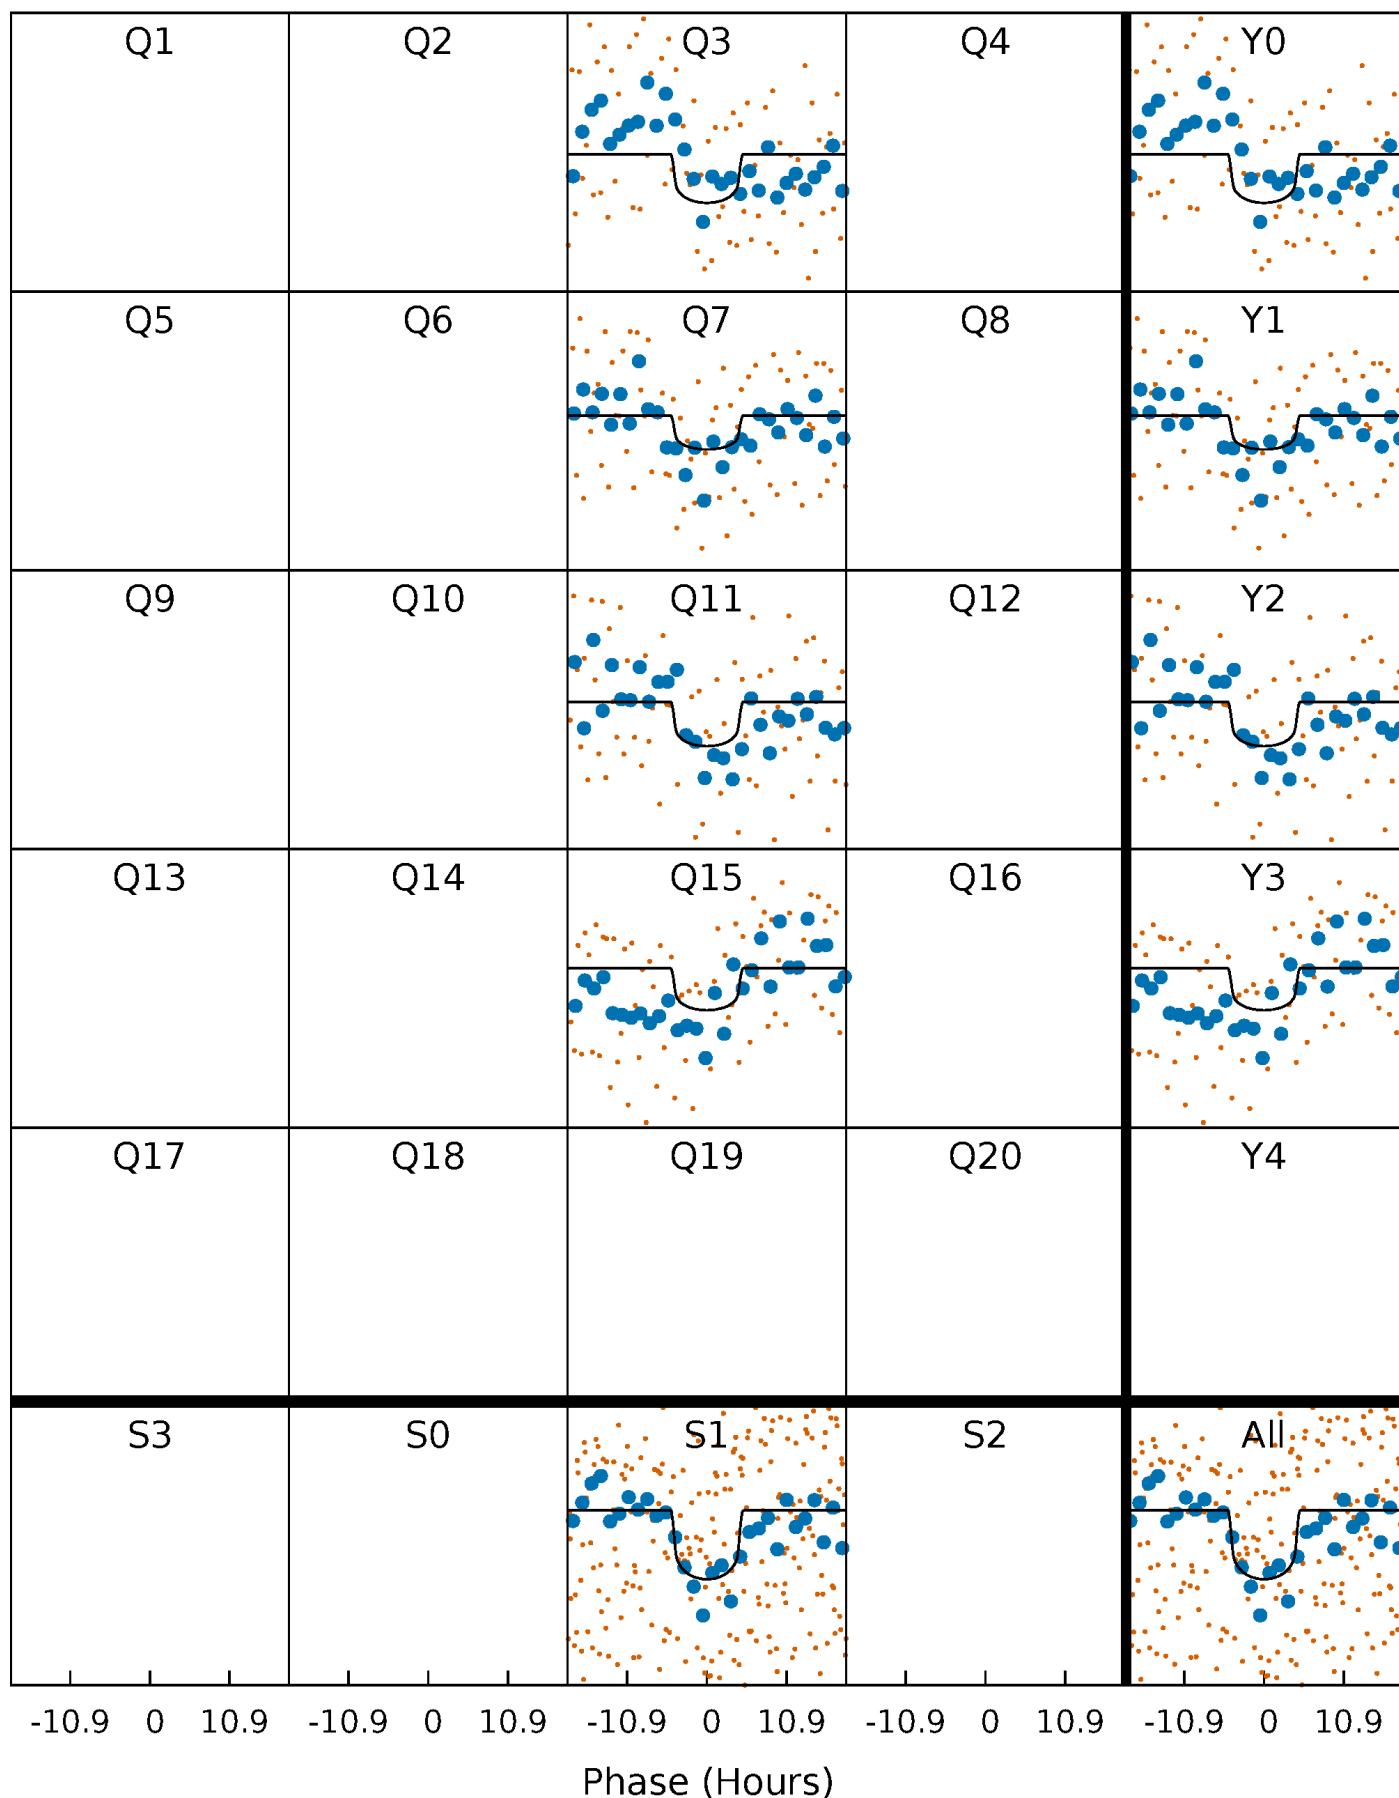 Q1 Q2 Q3 Q4 Y0
Q5 Q6 Q7 Q8 Y1
Q9 Q10 Q11 Q12 Y2
Q13 Q14 Q15 Q16 Y3
Q17 Q18 Q19 Q20 Y4
S3 S0 S1 S2 All
-10.9 0 10.9 -10.9 0 10.9 -10.9 0 10.9 -10.9 0 10.9 -10.9 0 10.9
Phase (Hours)